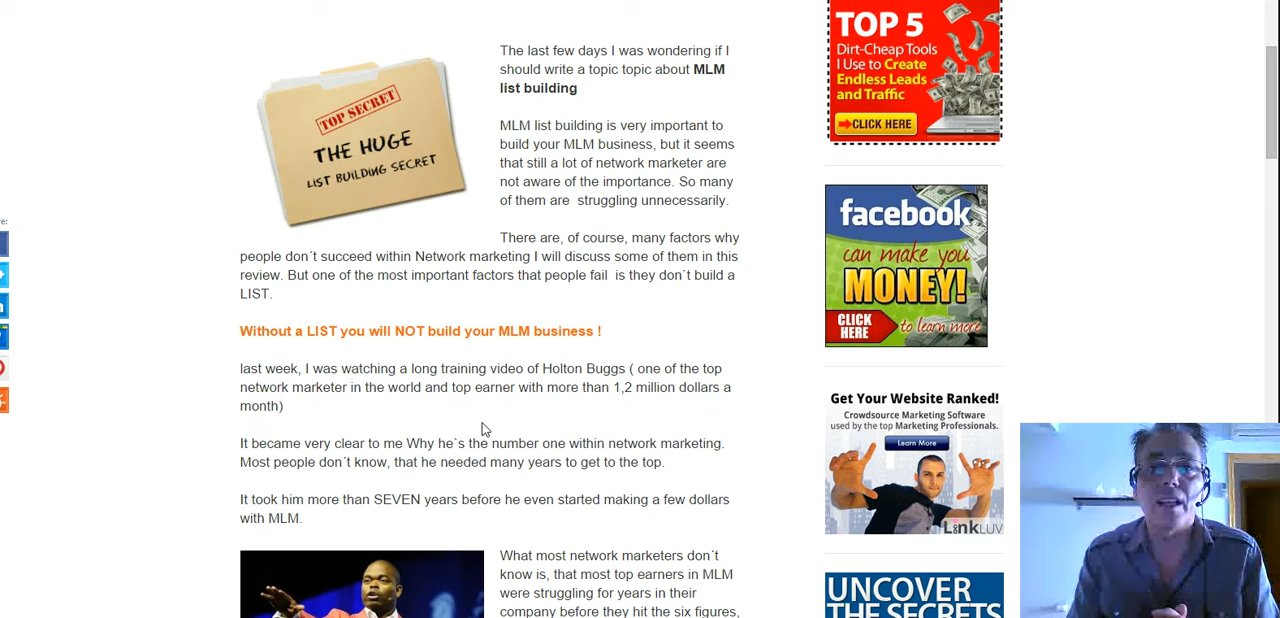 The last few days I was wondering if I
should write a topic topic about MLM
list building
TOP SECRET
THE HUGE
LIST BUILDING SECRET
MLM list building is very important to
build your MLM business, but it seems
that still a lot of network marketer are
not aware of the importance. So many
of them are  struggling unnecessarily.
There are, of course, many factors why
people don´t succeed within Network marketing I will discuss some of them in this
review. But one of the most important factors that people fail  is they don`t build a
LIST.
Without a LIST you will NOT build your MLM business !
last week, I was watching a long training video of Holton Buggs ( one of the top
network marketer in the world and top earner with more than 1,2 million dollars a
month)
It became very clear to me Why he`s the number one within network marketing.
Most people don´t know, that he needed many years to get to the top.
It took him more than SEVEN years before he even started making a few dollars
with MLM.
What most network marketers don´t
know is, that most top earners in MLM
were struggling for years in their
company before they hit the six figures,
TOP 5
Dirt-Cheap Tools
I Use to Create
Endless Leads
and Traffic
CLICK HERE
facebook
can make you
MONEY!
CLICK
HERE
to learn more
Get Your Website Ranked!
Crowdsource Marketing Software
used by the top Marketing Professionals.
Learn More
LinkLUV
UNCOVER
THE SECRETS